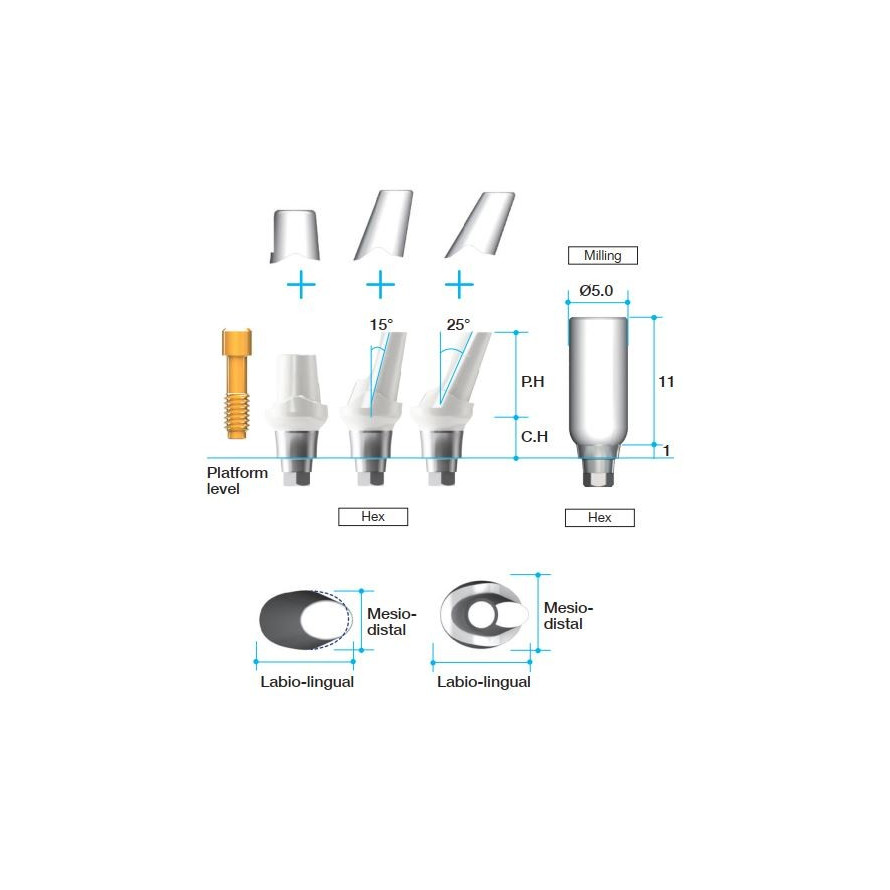 Milling
Ø5.0
15°
25°
P.H
11
C.H
1
Platform
level
Hex
Hex
Mesio-
distal
Mesio-
distal
Labio-lingual
Labio-lingual